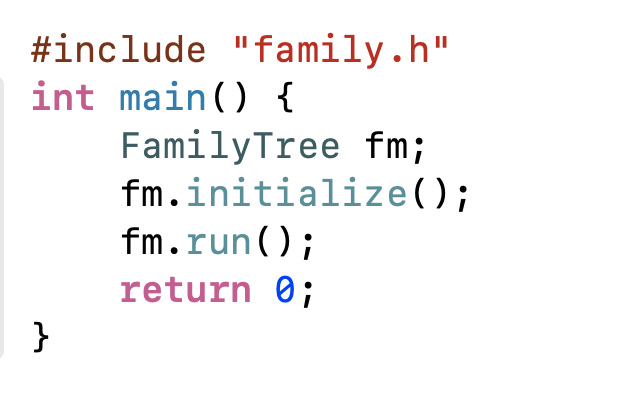 #include "family.h"
int main() {
    FamilyTree fm;
    fm.initialize();
    fm.run();
    return 0;
}